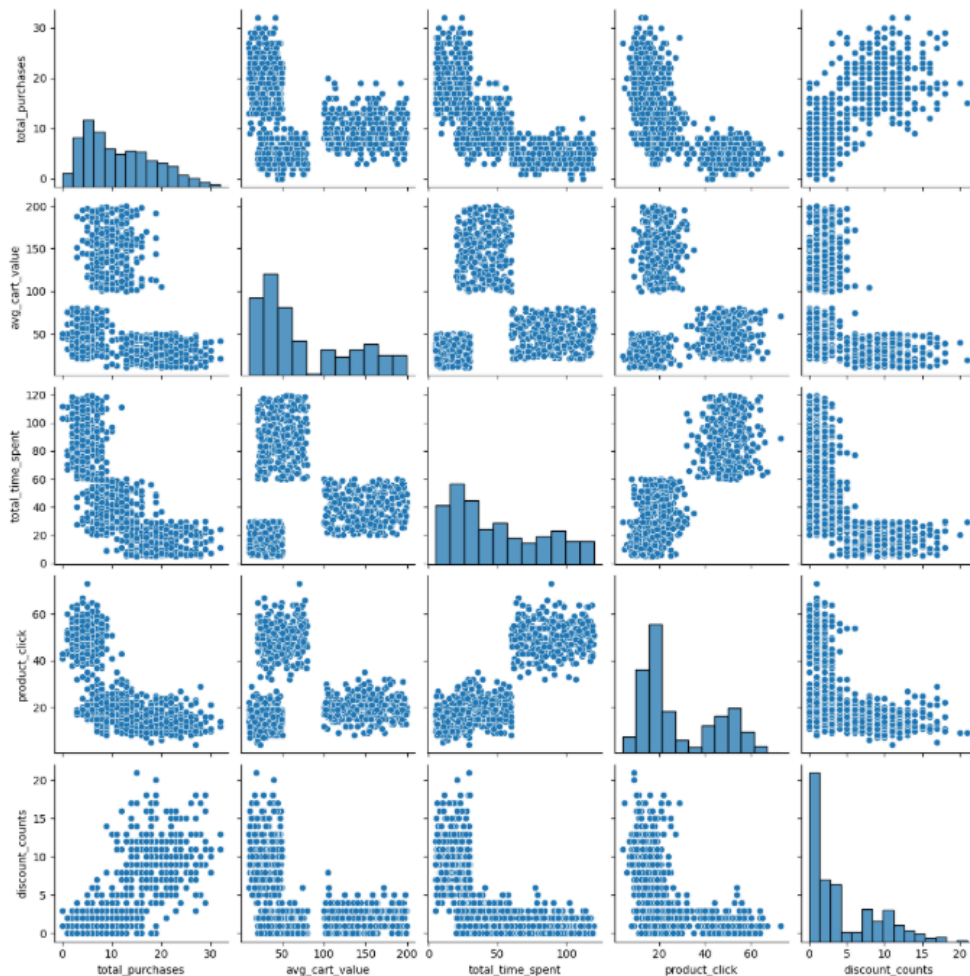 total_purchases
30
20
10
0
avg_cart_value
200
150
100
50
total_time_spent
120
100
80
60
40
20
0
product_click
60
40
20
discount_counts
20
15
10
5
0
0 10 20 30
50 100 150 200
0 50 100
20 40 60
0 5 10 15 20
total_purchases avg_cart_value total_time_spent product_click discount_counts